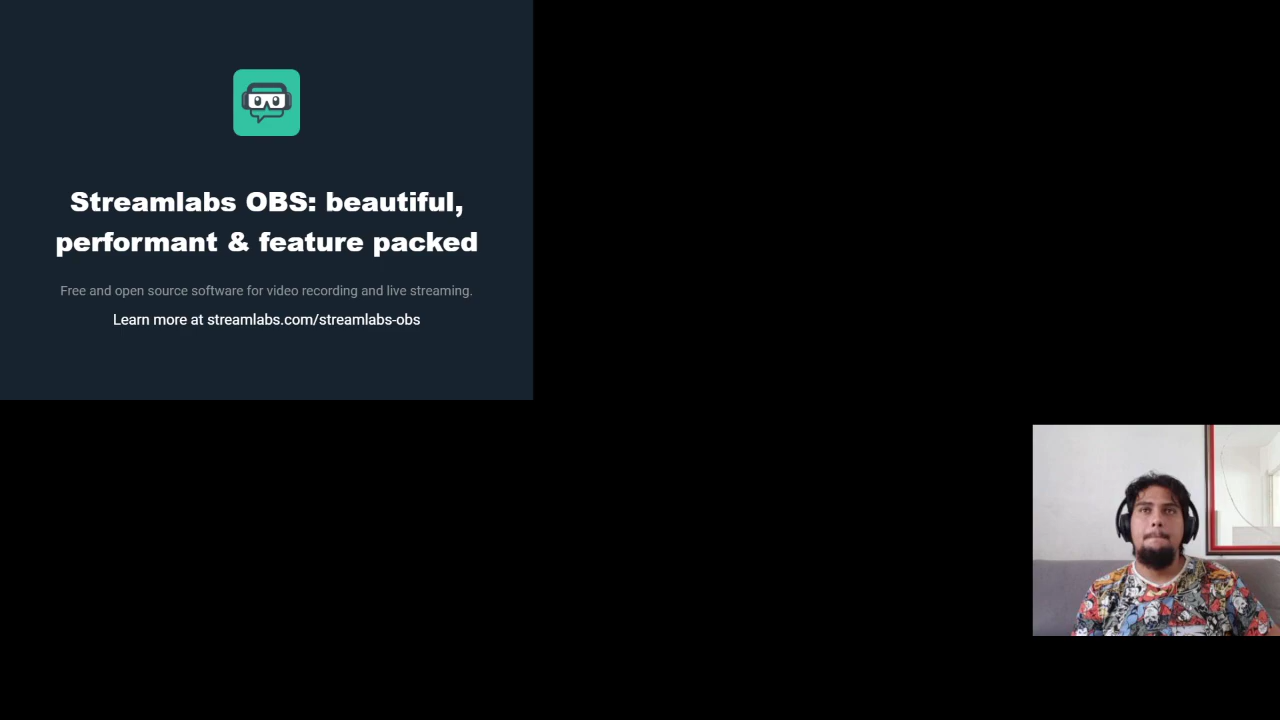 Streamlabs OBS: beautiful,
performant & feature packed
Free and open source software for video recording and live streaming.
Learn more at streamlabs.com/streamlabs-obs